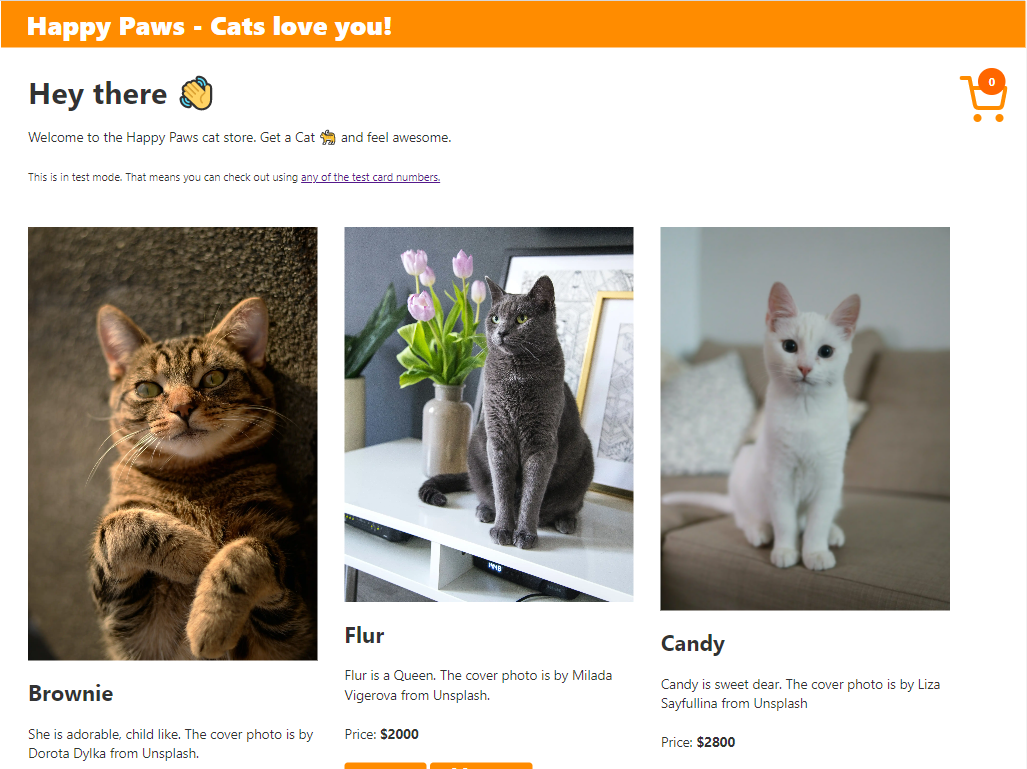 Happy Paws - Cats love you!
0
Hey there 👋
Welcome to the Happy Paws cat store. Get a Cat 🐈 and feel awesome.
This is in test mode. That means you can check out using any of the test card numbers.
Brownie
She is adorable, child like. The cover photo is by
Dorota Dylka from Unsplash.
Flur
Flur is a Queen. The cover photo is by Milada
Vigerova from Unsplash.
Price: $2000
Candy
Candy is sweet dear. The cover photo is by Liza
Sayfullina from Unsplash
Price: $2800